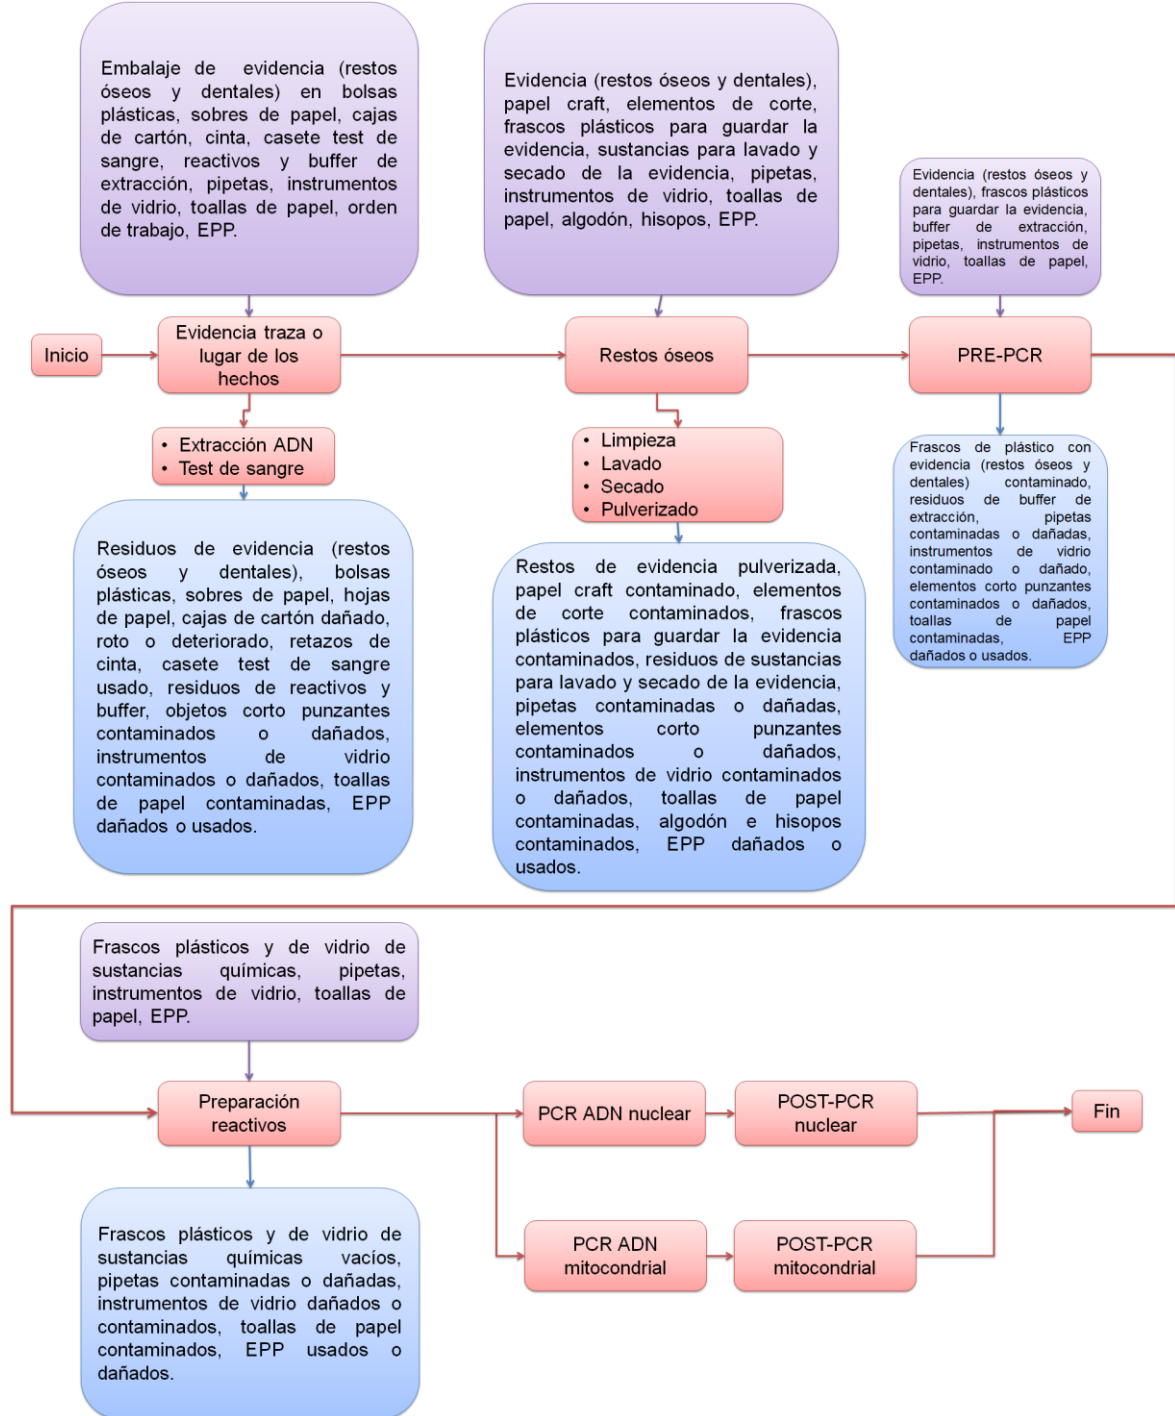 Embalaje de evidencia (restos
óseos y dentales) en bolsas
plásticas, sobres de papel, cajas
de cartón, cinta, casete test de
sangre, reactivos y buffer de
extracción, pipetas, instrumentos
de vidrio, toallas de papel, orden
de trabajo, EPP.
Evidencia (restos óseos y dentales),
papel craft, elementos de corte,
frascos plásticos para guardar la
evidencia, sustancias para lavado y
secado de la evidencia, pipetas,
instrumentos de vidrio, toallas de
papel, algodón, hisopos, EPP.
Evidencia (restos óseos y
dentales), frascos plásticos
para guardar la evidencia,
buffer de extracción,
pipetas, instrumentos de
vidrio, toallas de papel,
EPP.
Inicio
Evidencia traza o
lugar de los
hechos
Restos óseos
PRE-PCR
• Extracción ADN
• Test de sangre
• Limpieza
• Lavado
• Secado
• Pulverizado
Residuos de evidencia (restos
óseos y dentales), bolsas
plásticas, sobres de papel, hojas
de papel, cajas de cartón dañado,
roto o deteriorado, retazos de
cinta, casete test de sangre
usado, residuos de reactivos y
buffer, objetos corto punzantes
contaminados o dañados,
instrumentos de vidrio
contaminados o dañados, toallas
de papel contaminadas, EPP
dañados o usados.
Restos de evidencia pulverizada,
papel craft contaminado, elementos
de corte contaminados, frascos
plásticos para guardar la evidencia
contaminados, residuos de sustancias
para lavado y secado de la evidencia,
pipetas contaminadas o dañadas,
elementos corto punzantes
contaminados o dañados,
instrumentos de vidrio contaminados
o dañados, toallas de papel
contaminadas, algodón e hisopos
contaminados, EPP dañados o
usados.
Frascos de plástico con
evidencia (restos óseos y
dentales) contaminado,
residuos de buffer de
extracción, pipetas
contaminadas o dañadas,
instrumentos de vidrio
contaminado o dañado,
elementos corto punzantes
contaminados o dañados,
toallas de papel
contaminadas, EPP
dañados o usados.
Frascos plásticos y de vidrio de
sustancias químicas, pipetas,
instrumentos de vidrio, toallas de
papel, EPP.
Preparación
reactivos
PCR ADN nuclear
POST-PCR
nuclear
Fin
PCR ADN
mitocondrial
POST-PCR
mitocondrial
Frascos plásticos y de vidrio de
sustancias químicas vacíos,
pipetas contaminadas o dañadas,
instrumentos de vidrio dañados o
contaminados, toallas de papel
contaminados, EPP usados o
dañados.